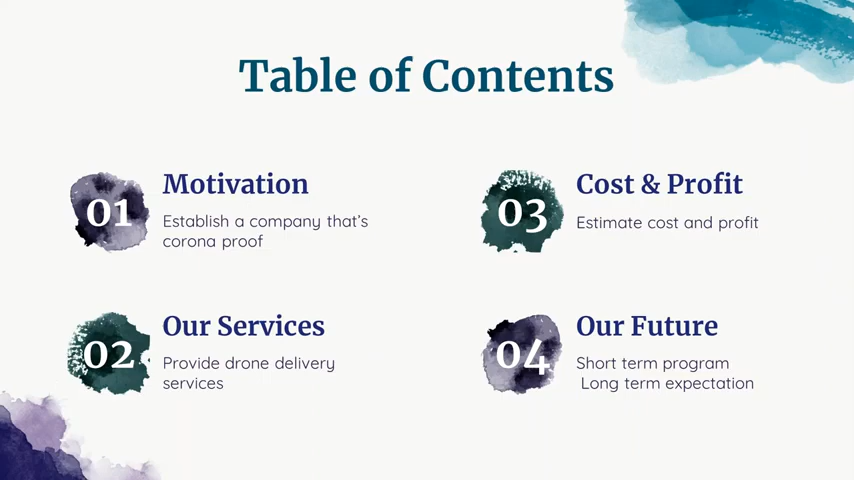 Table of Contents
01
Motivation
Establish a company that's
corona proof
02
Our Services
Provide drone delivery
services
03
Cost & Profit
Estimate cost and profit
04
Our Future
Short term program
Long term expectation